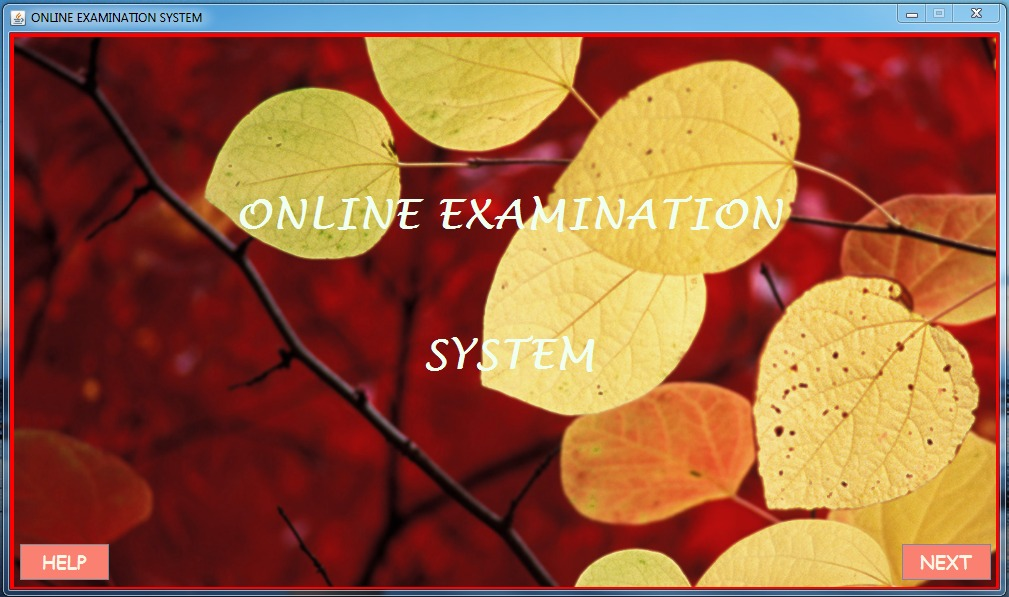 ONLINE EXAMINATION SYSTEM
ONLINE EXAMINATION
SYSTEM
HELP
NEXT